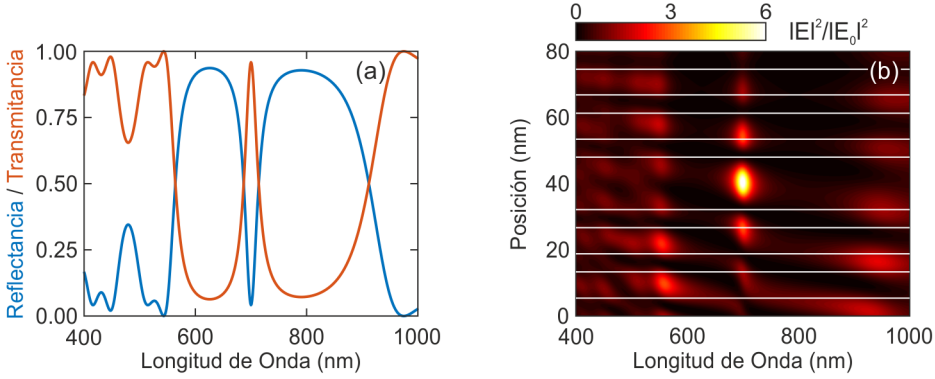 1.00
0.75
0.50
0.25
0.00
Reflectancia / Transmitancia
(a)
400 600 800 1000
Longitud de Onda (nm)
0 3 6
|E|²/|E₀|²
(b)
80
60
40
20
0
Posición (nm)
400 600 800 1000
Longitud de Onda (nm)